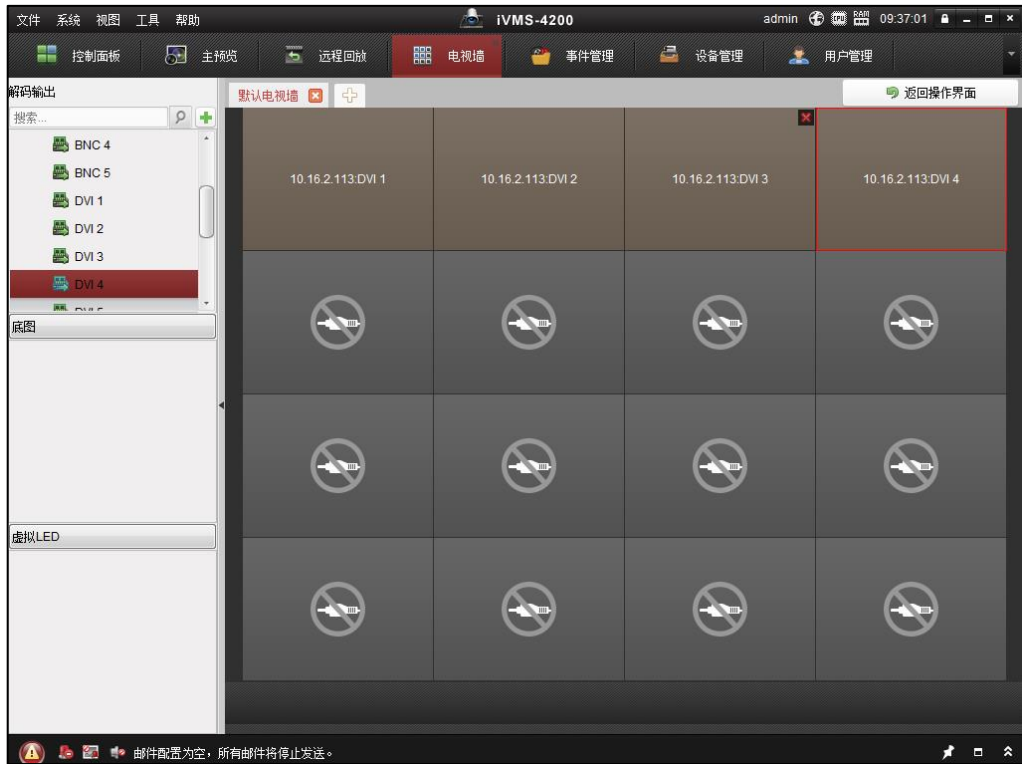 文件 系统 视图 工具 帮助 iVMS-4200 admin CPU RAM 09:37:01
控制面板 主预览 远程回放 电视墙 事件管理 设备管理 用户管理
解码输出
默认电视墙 返回操作界面
搜索...
BNC 4
BNC 5
DVI 1
DVI 2
DVI 3
DVI 4
底图
虚拟LED
10.16.2.113:DVI 1 10.16.2.113:DVI 2 10.16.2.113:DVI 3 10.16.2.113:DVI 4
邮件配置为空，所有邮件将停止发送。